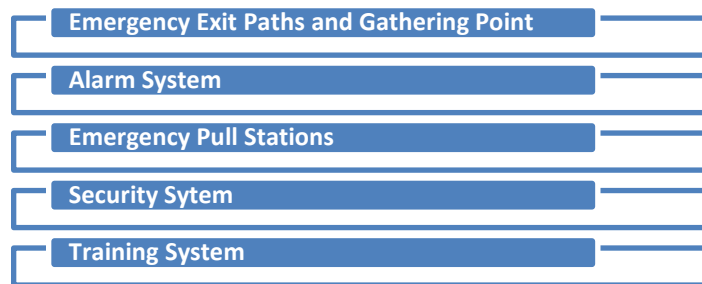 Emergency Exit Paths and Gathering Point
Alarm System
Emergency Pull Stations
Security Sytem
Training System